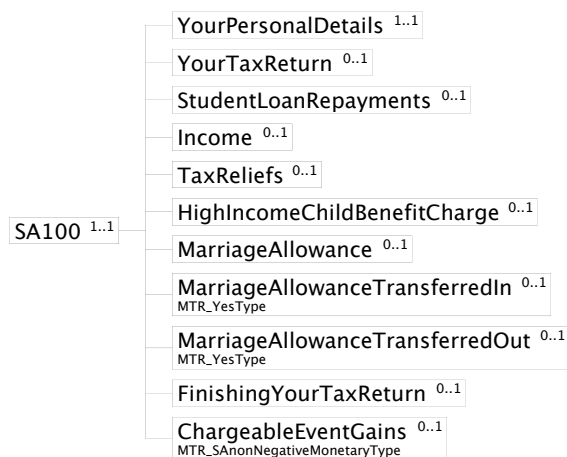 YourPersonalDetails 1..1
YourTaxReturn 0..1
StudentLoanRepayments 0..1
Income 0..1
TaxReliefs 0..1
HighIncomeChildBenefitCharge 0..1
SA100 1..1
MarriageAllowance 0..1
MarriageAllowanceTransferredIn 0..1
MTR_YesType
MarriageAllowanceTransferredOut 0..1
MTR_YesType
FinishingYourTaxReturn 0..1
ChargeableEventGains 0..1
MTR_SAnonNegativeMonetaryType